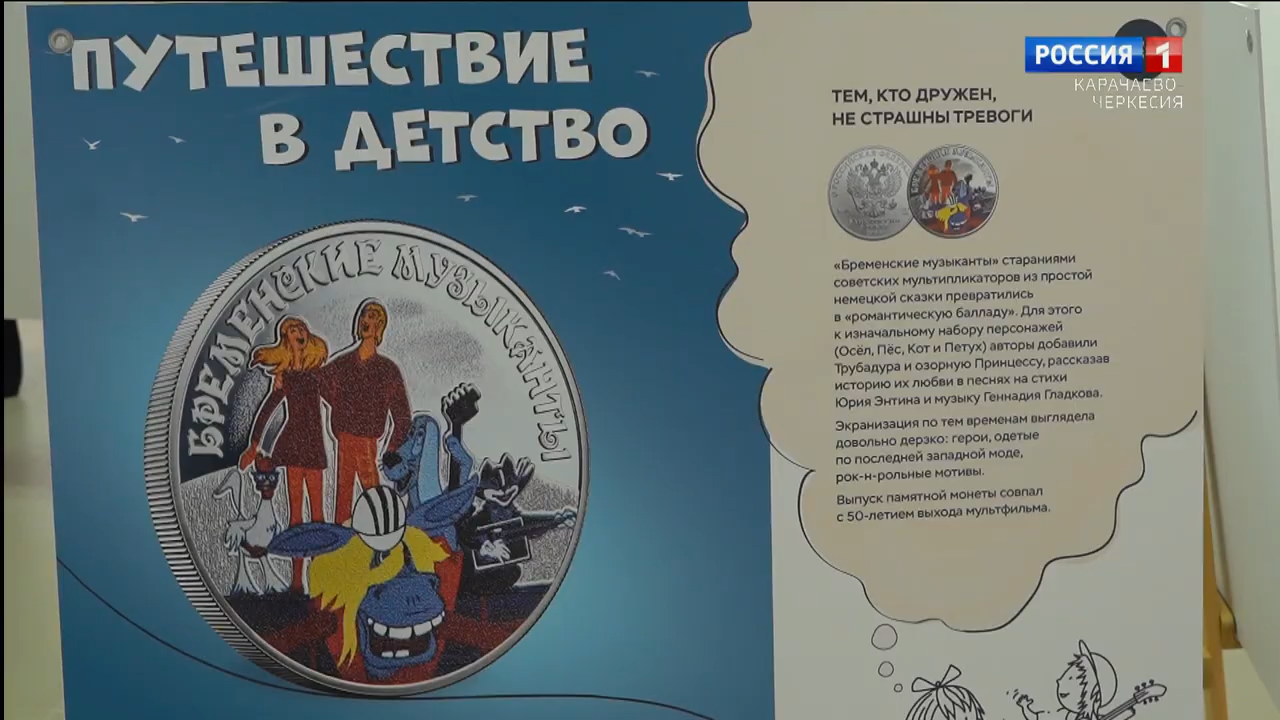 ПУТЕШЕСТВИЕ
В ДЕТСТВО
БРЕМЕНСКИЕ МУЗЫКАНТЫ
РОССИЯ 1
КАРАЧАЕВО
ЧЕРКЕСИЯ
ТЕМ, КТО ДРУЖЕН,
НЕ СТРАШНЫ ТРЕВОГИ
«Бременские музыканты» стараниями
советских мультипликаторов из простой
немецкой сказки превратились
в «романтическую балладу». Для этого
к изначальному набору персонажей
(Осёл, Пёс, Кот и Петух) авторы добавили
Трубадура и озорную Принцессу, рассказав
историю их любви в песнях на стихи
Юрия Энтина и музыку Геннадия Гладкова.
Экранизация по тем временам выглядела
довольно дерзко: герои, одетые
по последней западной моде,
рок-н-рольные мотивы.
Выпуск памятной монеты совпал
с 50-летием выхода мультфильма.